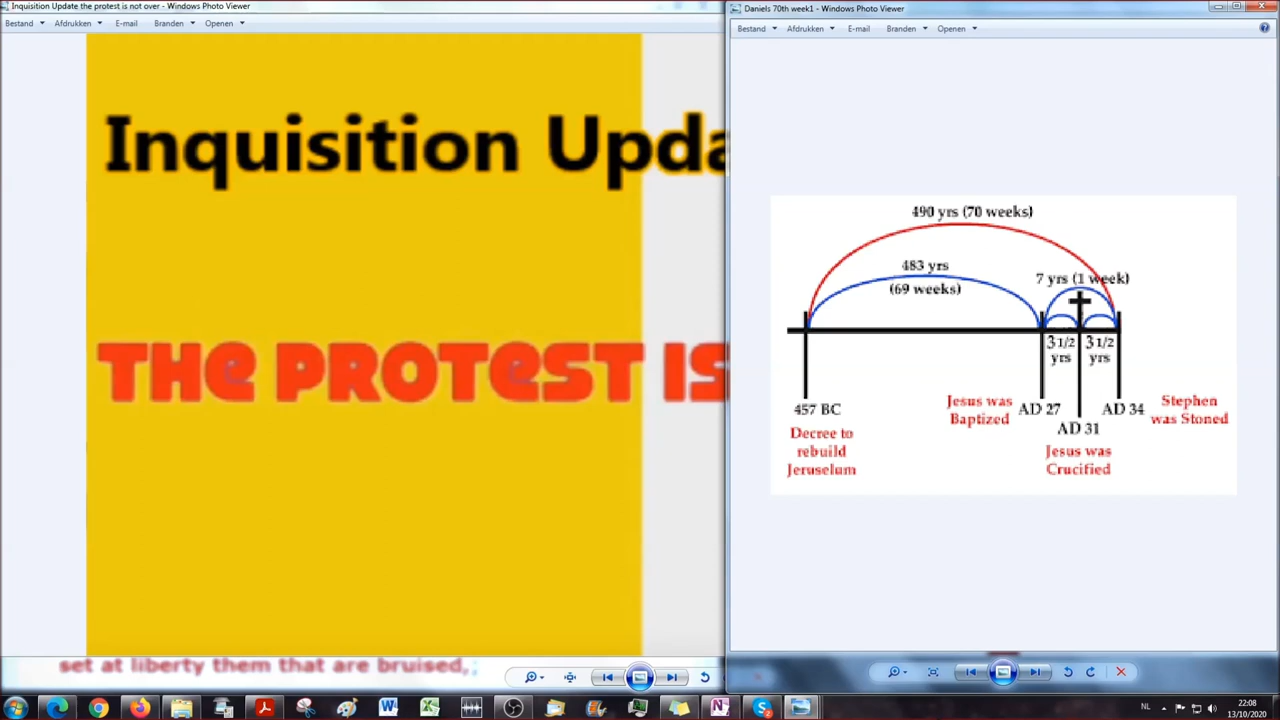 Inquisition Update the protest is not over - Windows Photo Viewer
Bestand Afdrukken E-mail Branden Openen
Inquisition Upda
THE PROTEST IS
set at liberty them that are bruised,
Daniels 70th week1 - Windows Photo Viewer
Bestand Afdrukken E-mail Branden Openen
490 yrs (70 weeks)
483 yrs
(69 weeks)
7 yrs (1 week)
3 1/2 yrs
3 1/2 yrs
457 BC
Decree to
rebuild
Jeruselum
Jesus was
Baptized
AD 27
AD 31
Jesus was
Crucified
AD 34
Stephen
was Stoned
NL
22:08
13/10/2020